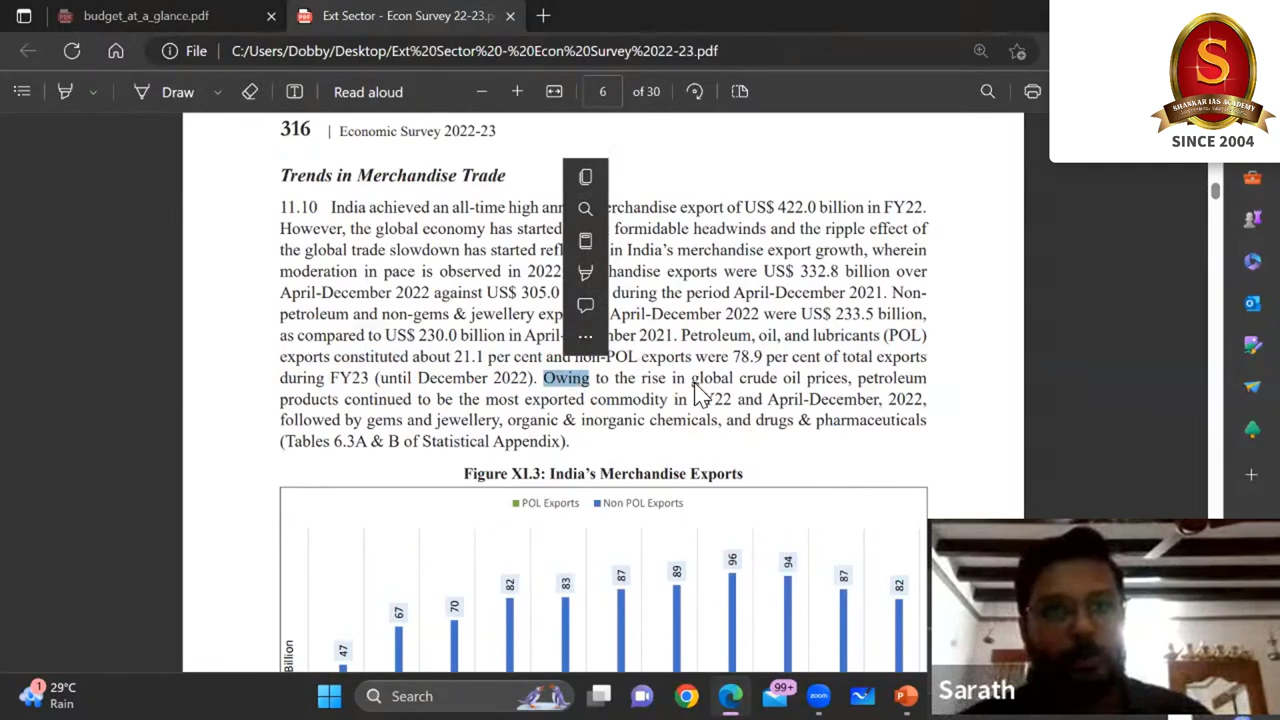 budget_at_a_glance.pdf
Ext Sector - Econ Survey 22-23.p
File
C:/Users/Dobby/Desktop/Ext%20Sector%20-%20Econ%20Survey%2022-23.pdf
Draw
Read aloud
6 of 30
SHANKAR IAS ACADEMY
SINCE 2004
316 | Economic Survey 2022-23
Trends in Merchandise Trade
11.10 India achieved an all-time high erchandise export of US$ 422.0 billion in FY22.
However, the global economy has started formidable headwinds and the ripple effect of
the global trade slowdown has started in India's merchandise export growth, wherein
moderation in pace is observed in 2022 handise exports were US$ 332.8 billion over
April-December 2022 against US$ 305.0 during the period April-December 2021. Non-
petroleum and non-gems & jewellery exp April-December 2022 were US$ 233.5 billion,
as compared to US$ 230.0 billion in April mber 2021. Petroleum, oil, and lubricants (POL)
exports constituted about 21.1 per cent and non-POL exports were 78.9 per cent of total exports
during FY23 (until December 2022). Owing to the rise in global crude oil prices, petroleum
products continued to be the most exported commodity in FY22 and April-December, 2022,
followed by gems and jewellery, organic & inorganic chemicals, and drugs & pharmaceuticals
(Tables 6.3A & B of Statistical Appendix).
Figure XI.3: India's Merchandise Exports
POL Exports Non POL Exports
47 67 70 82 83 87 89 96 94 87 82
Billion
Sarath
1
29°C
Rain
Search
99+
zoom